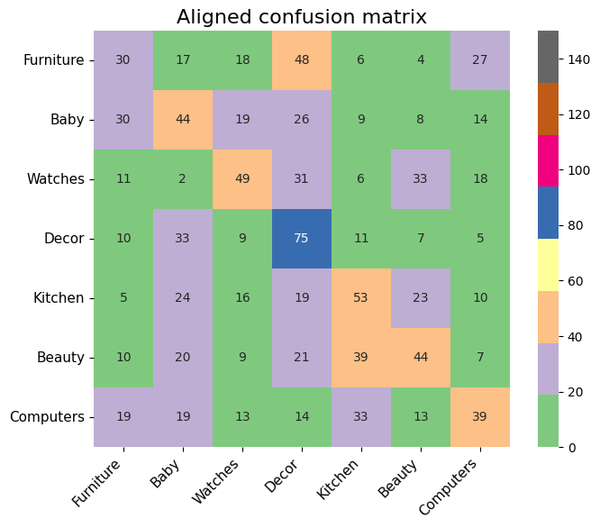 Aligned confusion matrix
Furniture 30 17 18 48 6 4 27
Baby 30 44 19 26 9 8 14
Watches 11 2 49 31 6 33 18
Decor 10 33 9 75 11 7 5
Kitchen 5 24 16 19 53 23 10
Beauty 10 20 9 21 39 44 7
Computers 19 19 13 14 33 13 39
Furniture Baby Watches Decor Kitchen Beauty Computers
140
120
100
80
60
40
20
0